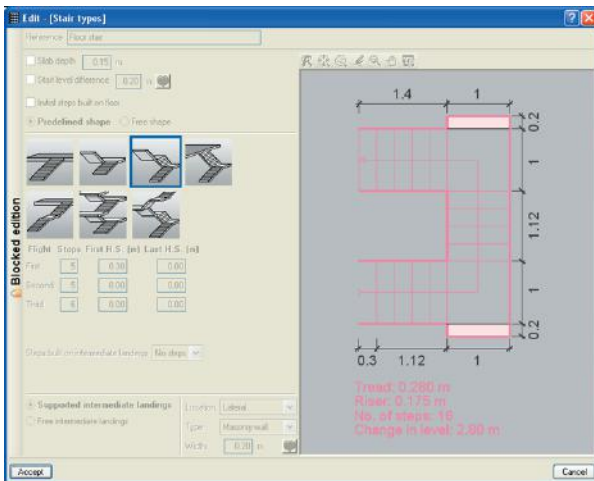 Edit - [Stair types]
Reference Floor stair
Slab depth 0.15 m
Start level difference 0.20 m
Initial steps built on floor
Predefined shape Free shape
Blocked edition
Flight Steps First H.S. (m) Last H.S. (m)
First 5 0.30 0.00
Second 5 0.00 0.00
Third 6 0.00 0.00
Steps built on intermediate landings No steps
Supported intermediate landings
Free intermediate landings
Location Lateral
Type Masonry wall
Width 0.20 m
1.4 1
0.2
1
1.12
1
0.2
0.3 1.12 1
Tread: 0.280 m
Riser: 0.175 m
No. of steps: 16
Change in level: 2.80 m
Accept Cancel